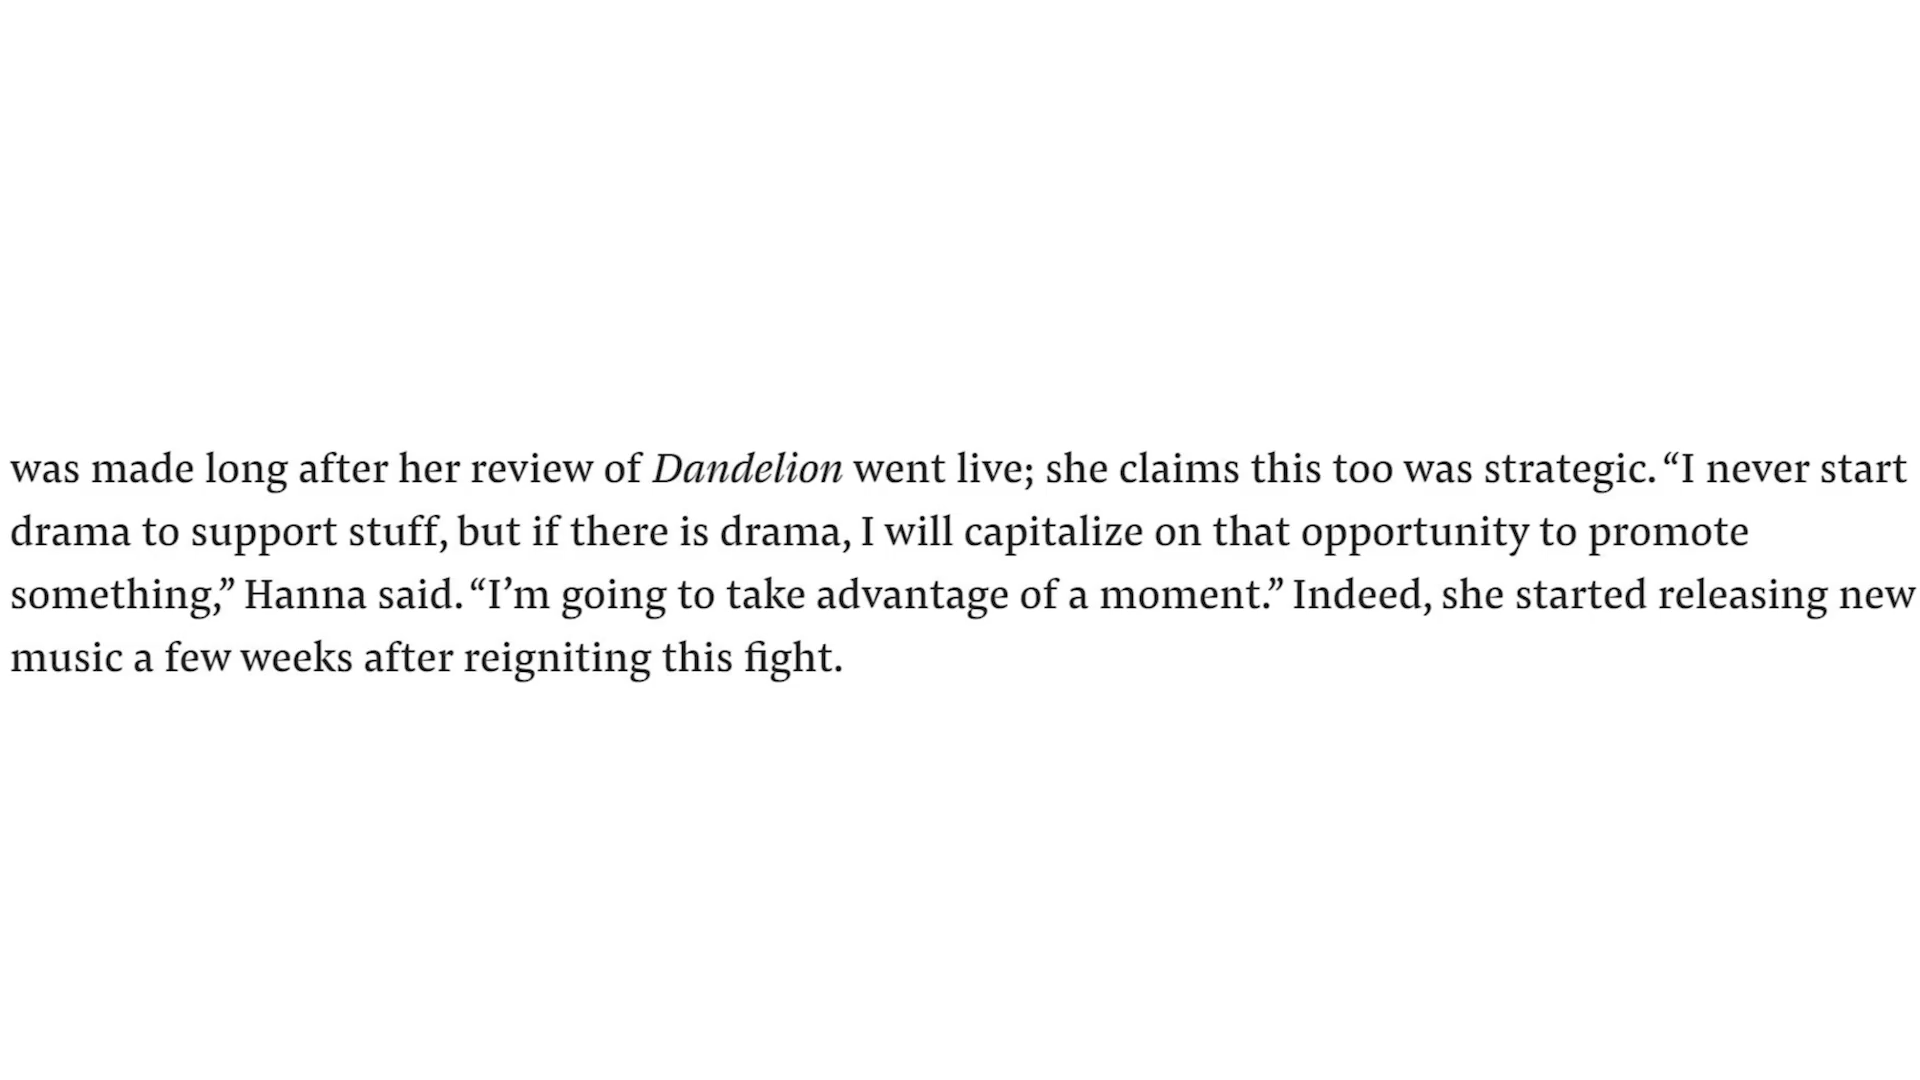 was made long after her review of Dandelion went live; she claims this too was strategic. “I never start
drama to support stuff, but if there is drama, I will capitalize on that opportunity to promote
something,” Hanna said. “I’m going to take advantage of a moment.” Indeed, she started releasing new
music a few weeks after reigniting this fight.